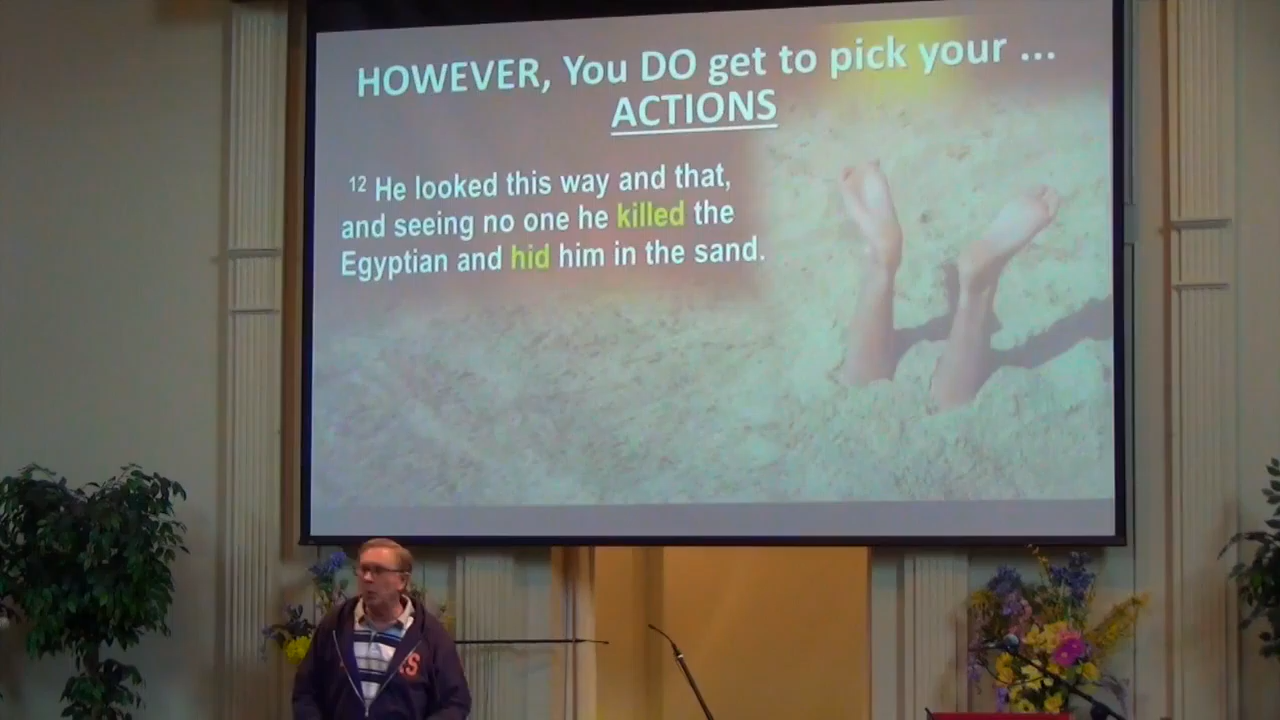 HOWEVER, You DO get to pick your ...
ACTIONS
12 He looked this way and that,
and seeing no one he killed the
Egyptian and hid him in the sand.